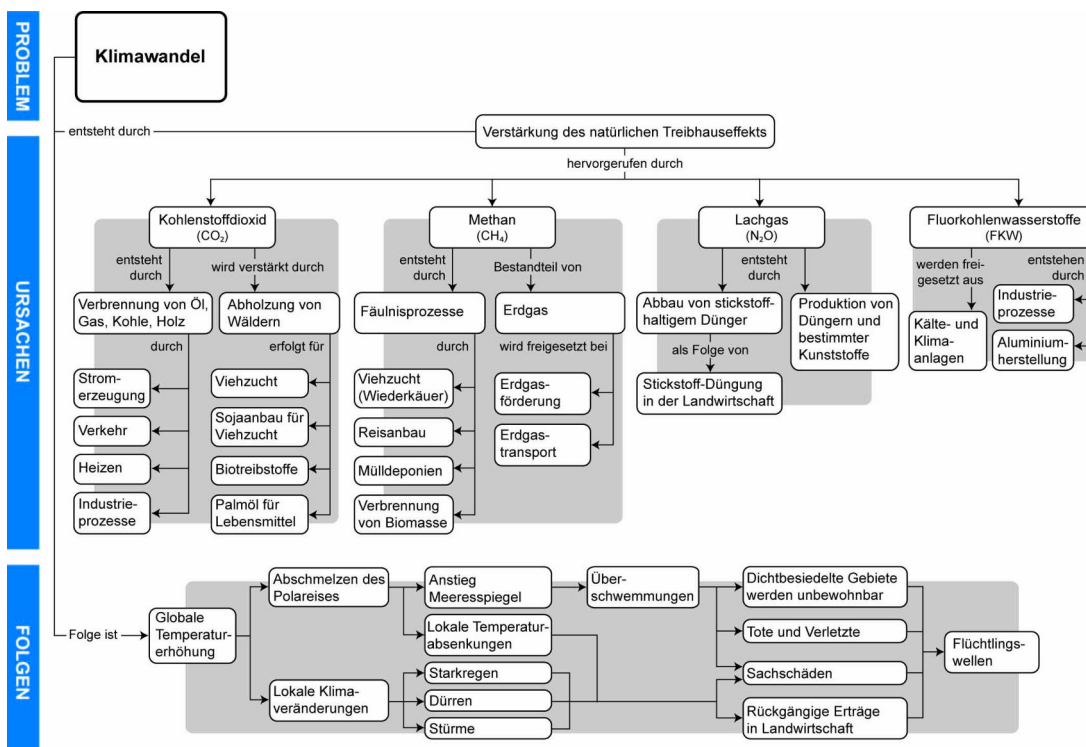 PROBLEM
Klimawandel
URSACHEN
entsteht durch
Verstärkung des natürlichen Treibhauseffekts
hervorgerufen durch
Kohlenstoffdioxid
(CO₂)
entsteht
durch
wird verstärkt durch
Verbrennung von Öl,
Gas, Kohle, Holz
Abholzung von
Wäldern
durch
erfolgt für
Strom-
erzeugung
Verkehr
Heizen
Industrie-
prozesse
Viehzucht
Sojaanbau für
Viehzucht
Biotreibstoffe
Palmöl für
Lebensmittel
Methan
(CH₄)
entsteht
durch
Bestandteil von
Fäulnisprozesse
Erdgas
durch
wird freigesetzt bei
Viehzucht
(Wiederkäuer)
Reisanbau
Mülldeponien
Verbrennung
von Biomasse
Erdgas-
förderung
Erdgas-
transport
Lachgas
(N₂O)
entsteht
durch
Abbau von stickstoff-
haltigem Dünger
Produktion von
Düngern und
bestimmter
Kunststoffe
als Folge von
Stickstoff-Düngung
in der Landwirtschaft
Fluorkohlenwasserstoffe
(FKW)
werden frei-
gesetzt aus
entstehen
durch
Kälte- und
Klima-
anlagen
Industrie-
prozesse
Aluminium-
herstellung
FOLGEN
Folge ist
Globale
Temperatur-
erhöhung
Abschmelzen des
Polareises
Lokale Klima-
veränderungen
Anstieg
Meeresspiegel
Lokale Temperatur-
absenkungen
Starkregen
Dürren
Stürme
Über-
schwemmungen
Dichtbesiedelte Gebiete
werden unbewohnbar
Tote und Verletzte
Sachschäden
Rückgängige Erträge
in Landwirtschaft
Flüchtlings-
wellen